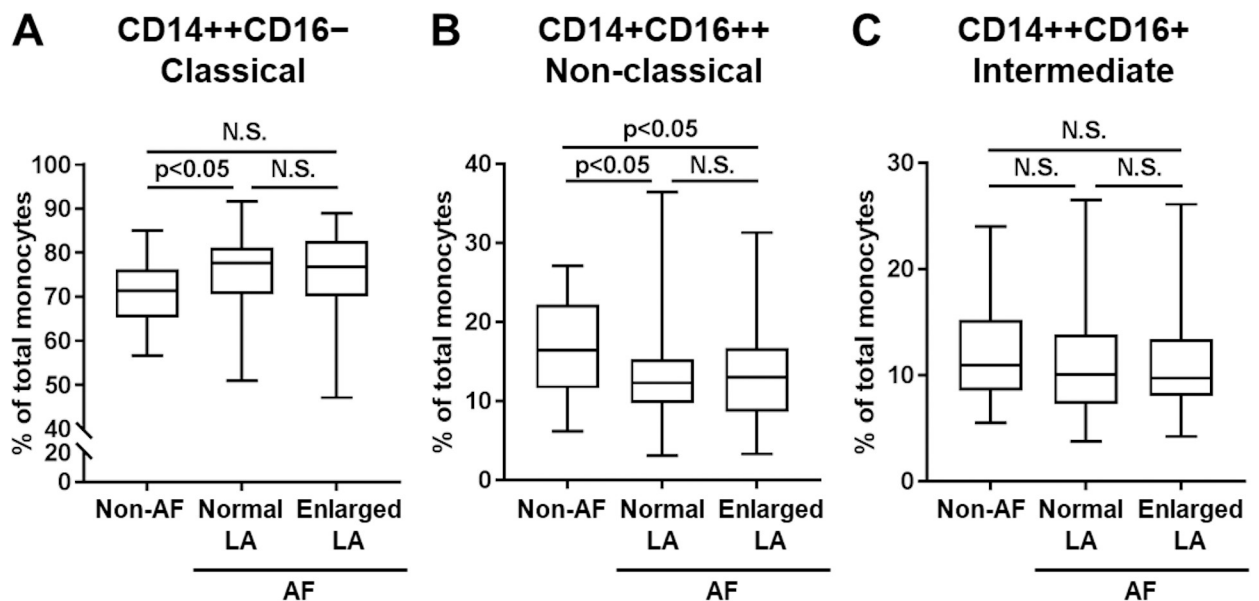 A
CD14++CD16−
Classical
N.S.
p<0.05
N.S.
% of total monocytes
100
90
80
70
60
50
40
20
0
Non-AF
Normal LA
Enlarged LA
AF
B
CD14+CD16++
Non-classical
p<0.05
p<0.05
N.S.
% of total monocytes
40
30
20
10
0
Non-AF
Normal LA
Enlarged LA
AF
C
CD14++CD16+
Intermediate
N.S.
N.S.
N.S.
% of total monocytes
30
20
10
0
Non-AF
Normal LA
Enlarged LA
AF